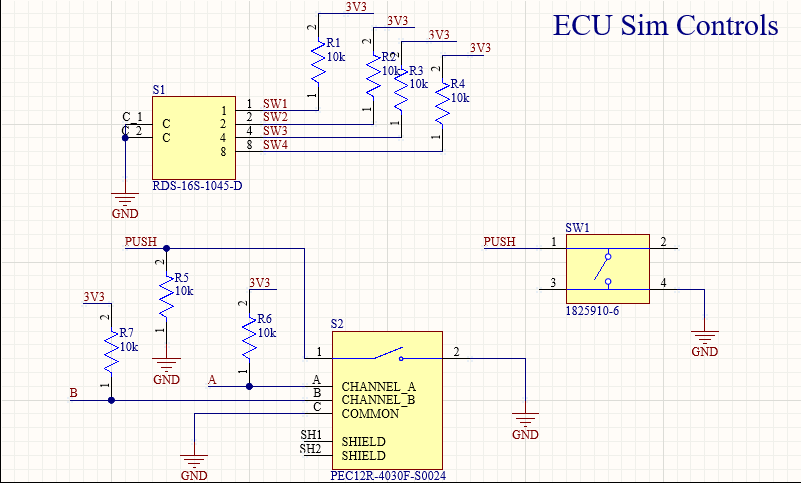 ECU Sim Controls
3V3
3V3
3V3
3V3
2
R1
10k
1
2
R2
10k
1
2
R3
10k
1
2
R4
10k
1
S1
C_1
C
1
1
SW1
C_2
C
2
2
SW2
4
4
SW3
8
8
SW4
RDS-16S-1045-D
GND
PUSH
2
R5
10k
1
GND
3V3
2
R7
10k
1
3V3
2
R6
10k
1
S2
1
2
A
A
CHANNEL_A
B
B
CHANNEL_B
C
COMMON
SH1
SHIELD
SH2
SHIELD
PEC12R-4030F-S0024
GND
GND
SW1
PUSH
1
2
3
4
1825910-6
GND